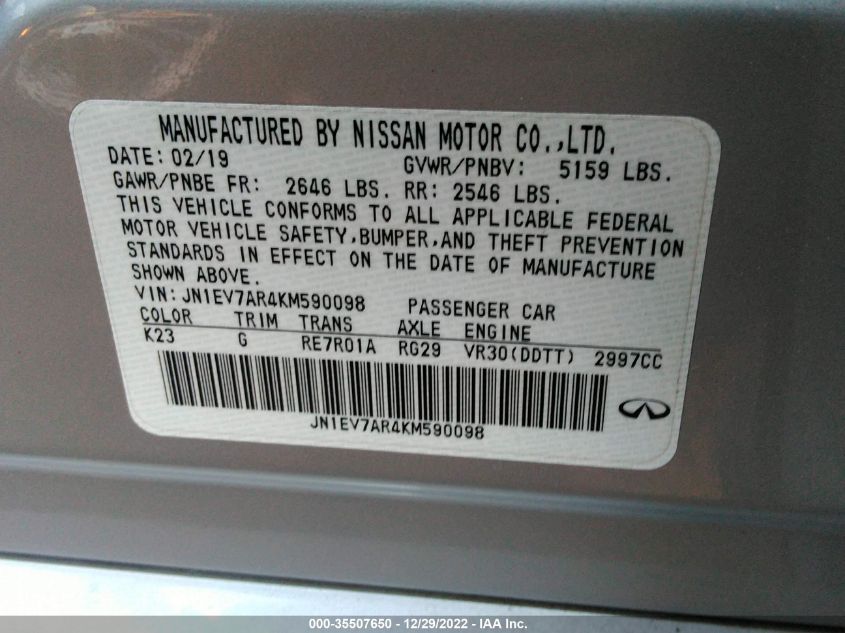 MANUFACTURED BY NISSAN MOTOR CO.,LTD.
DATE: 02/19 GVWR/PNBV: 5159 LBS.
GAWR/PNBE FR: 2646 LBS. RR: 2546 LBS.
THIS VEHICLE CONFORMS TO ALL APPLICABLE FEDERAL
MOTOR VEHICLE SAFETY,BUMPER,AND THEFT PREVENTION
STANDARDS IN EFFECT ON THE DATE OF MANUFACTURE
SHOWN ABOVE.
VIN: JN1EV7AR4KM590098 PASSENGER CAR
COLOR TRIM TRANS AXLE ENGINE
K23 G RE7R01A RG29 VR30(DDTT) 2997CC
JN1EV7AR4KM590098
000-35507650 - 12/29/2022 - IAA Inc.